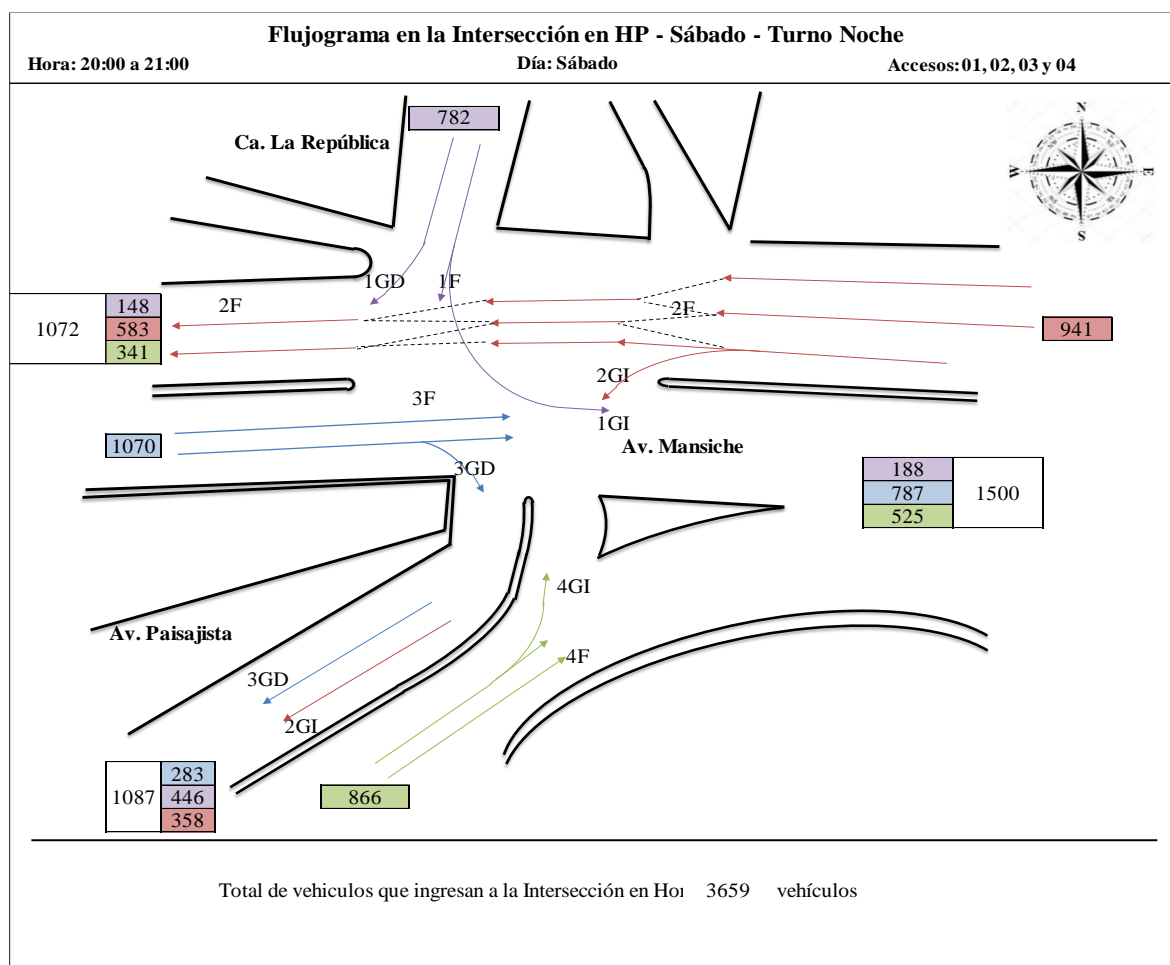 Flujograma en la Intersección en HP - Sábado - Turno Noche
Hora: 20:00 a 21:00 Día: Sábado Accesos: 01, 02, 03 y 04
782
Ca. La República
N
W E
S
1GD 1F
2F 2F
148
1072 583
341
941
2GI
3F
1GI
1070
Av. Mansiche
3GD
188
787 1500
525
4GI
Av. Paisajista
4F
3GD
2GI
283
1087 446
358
866
Total de vehiculos que ingresan a la Intersección en Hor 3659 vehículos